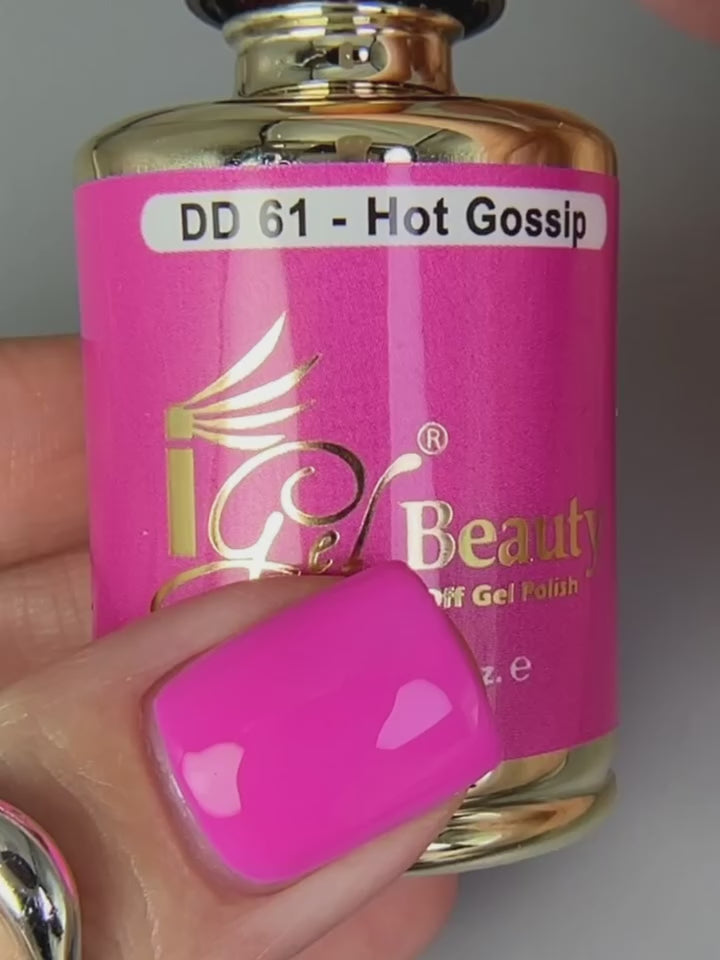 DD 61 - Hot Gossip
iGel® Beauty
Off Gel Polish
z. e